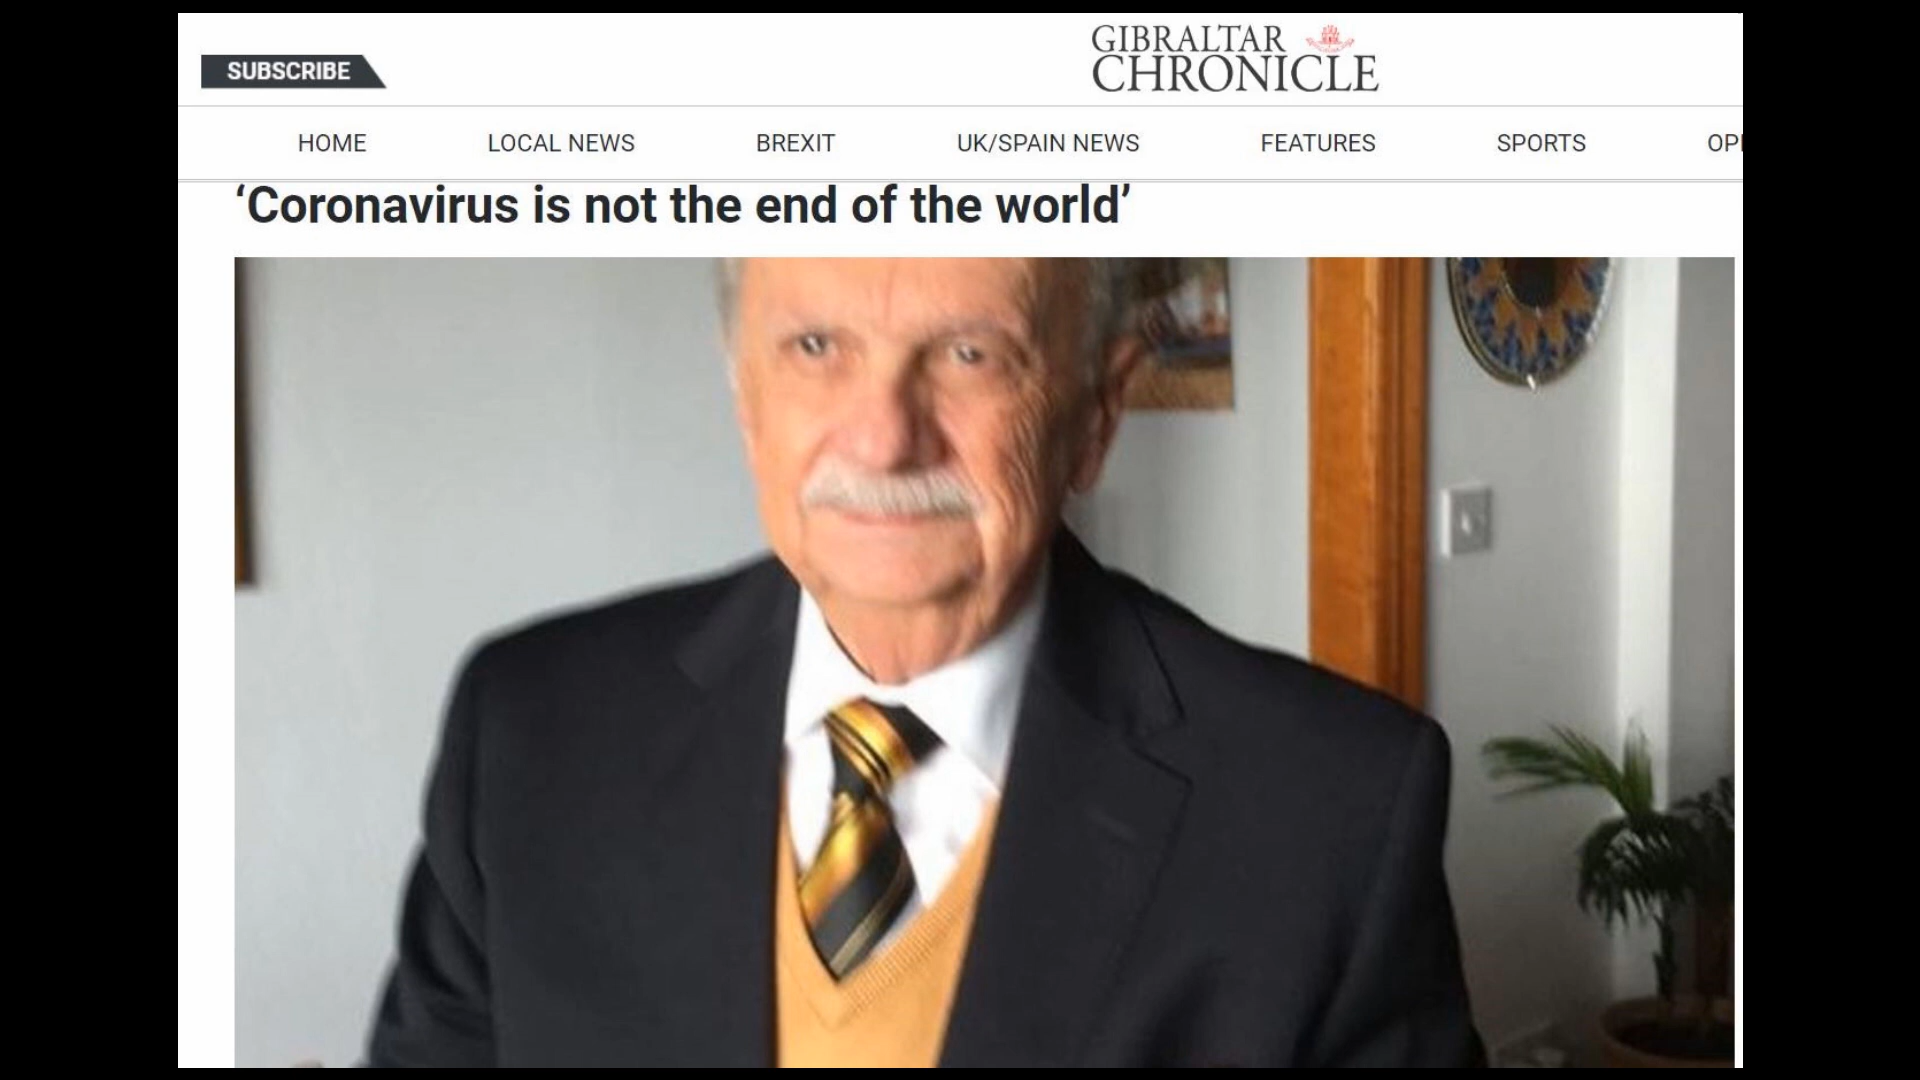 SUBSCRIBE
GIBRALTAR
CHRONICLE
HOME LOCAL NEWS BREXIT UK/SPAIN NEWS FEATURES SPORTS OPI
‘Coronavirus is not the end of the world’